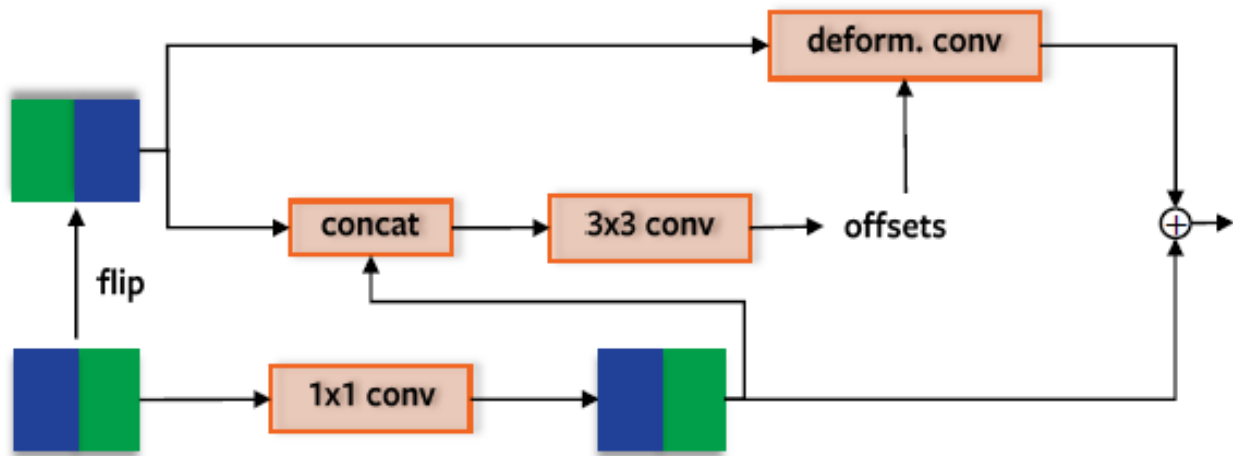 deform. conv
concat
3x3 conv
offsets
flip
1x1 conv